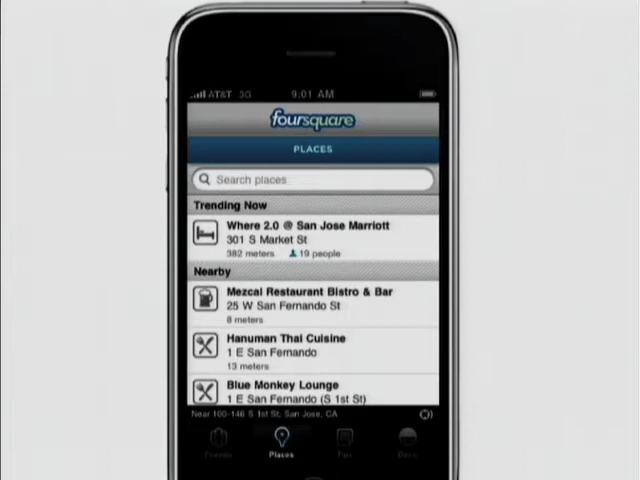 AT&T 3G 9:01 AM
foursquare
PLACES
Search places
Trending Now
Where 2.0 @ San Jose Marriott
301 S Market St
382 meters 19 people
Nearby
Mezcal Restaurant Bistro & Bar
25 W San Fernando St
8 meters
Hanuman Thai Cuisine
1 E San Fernando
13 meters
Blue Monkey Lounge
1 E San Fernando (S 1st St)
Near 100-146 S 1st St, San Jose, CA
Friends Places Tips